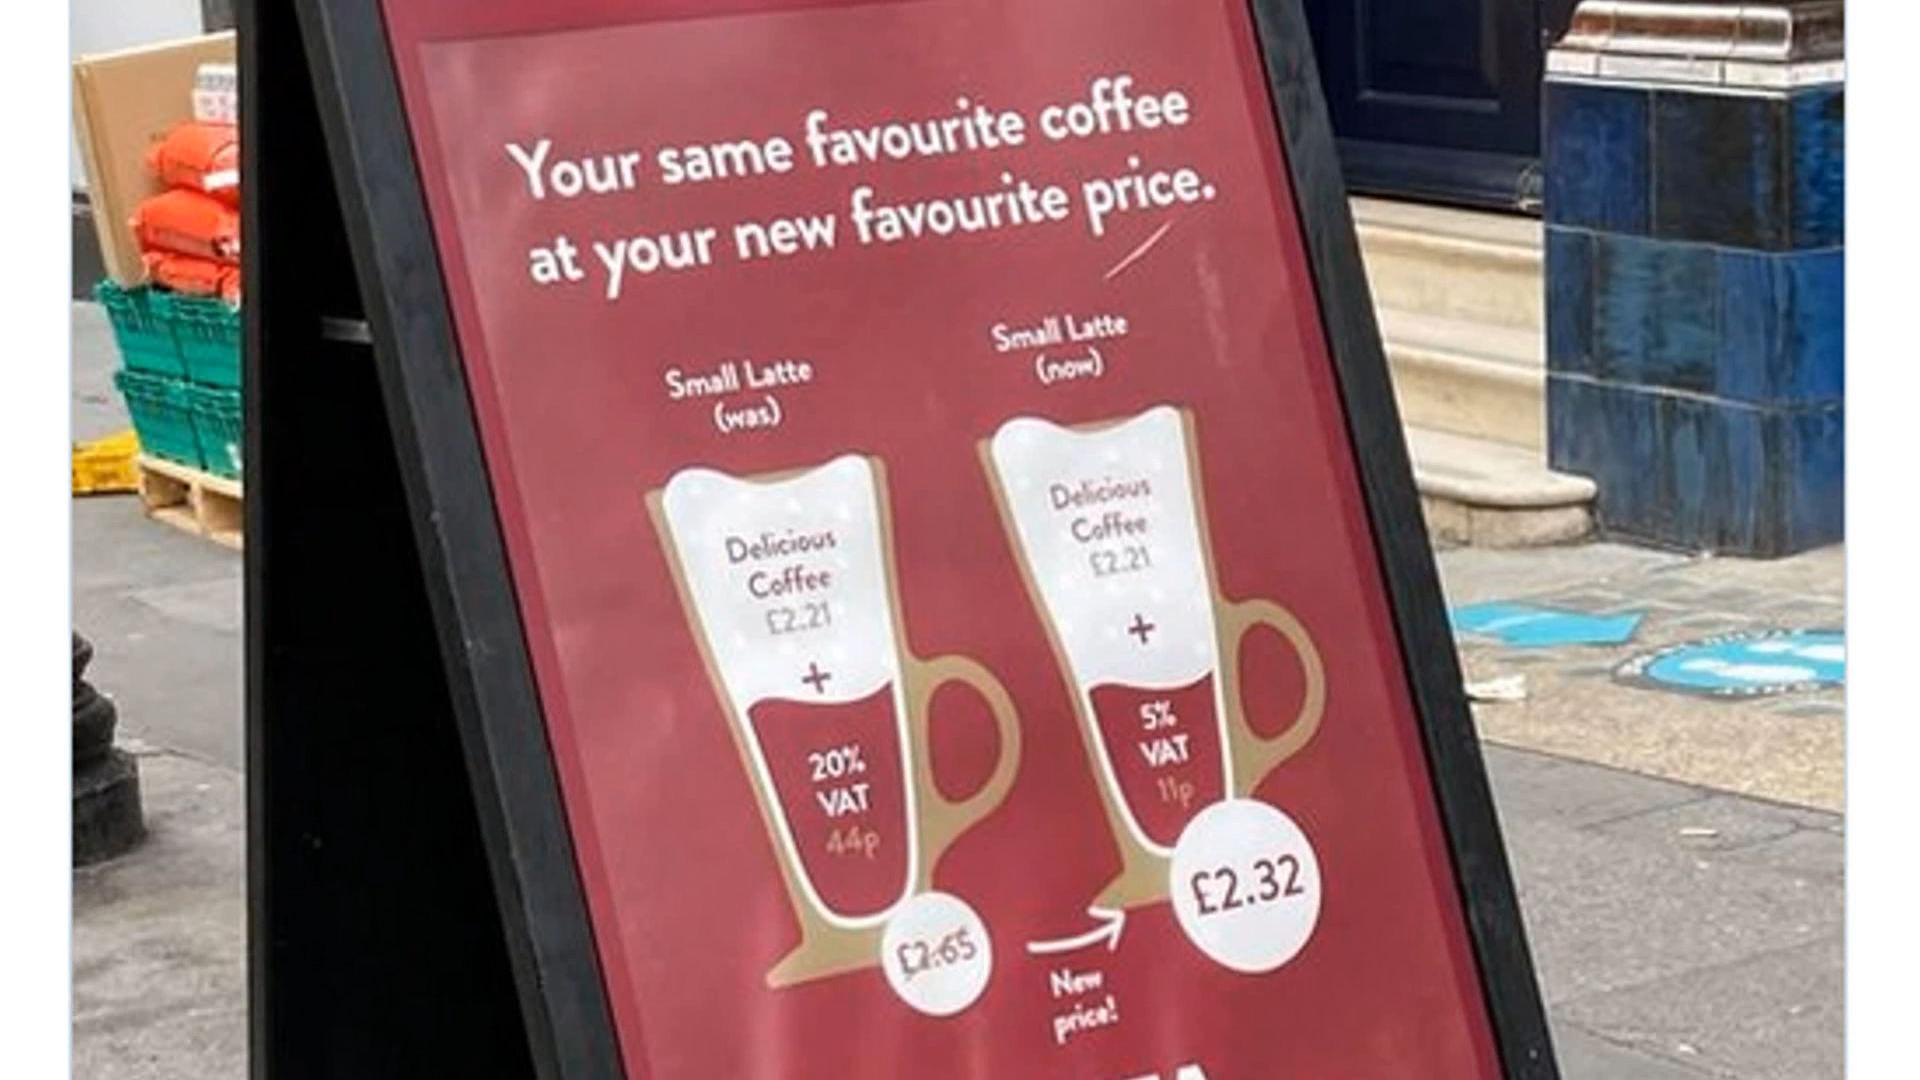 Your same favourite coffee
at your new favourite price.
Small Latte
(was)
Delicious
Coffee
£2.21
+
20%
VAT
44p
£2.65
Small Latte
(now)
Delicious
Coffee
£2.21
+
5%
VAT
11p
£2.32
New
price!